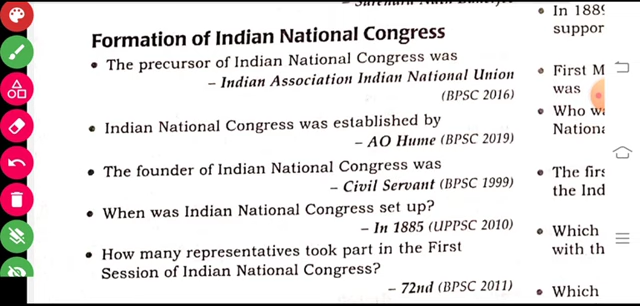 Formation of Indian National Congress
• The precursor of Indian National Congress was
– Indian Association Indian National Union
(BPSC 2016)
• Indian National Congress was established by
– AO Hume (BPSC 2019)
• The founder of Indian National Congress was
– Civil Servant (BPSC 1999)
• When was Indian National Congress set up?
– In 1885 (UPPSC 2010)
• How many representatives took part in the First
Session of Indian National Congress?
– 72nd (BPSC 2011)
• In 188
suppor
• First M
was
• Who w
Nation
• The firs
the Ind
• Which
with th
• Which